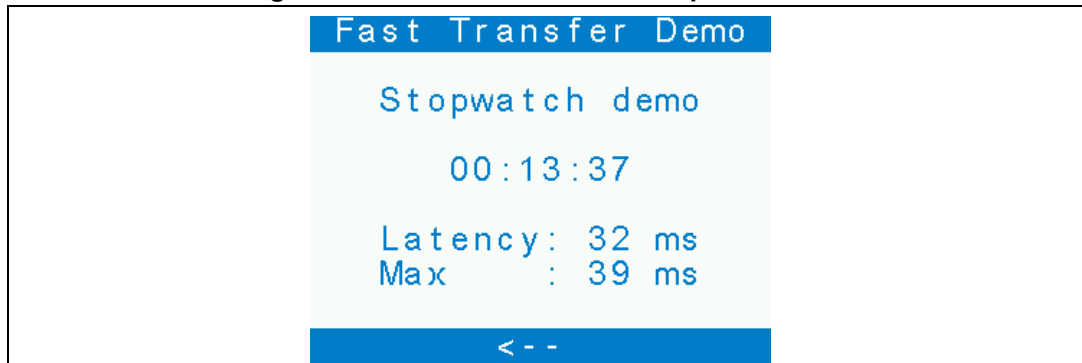 Fast Transfer Demo
Stopwatch demo
00:13:37
Latency: 32 ms
Max : 39 ms
<--